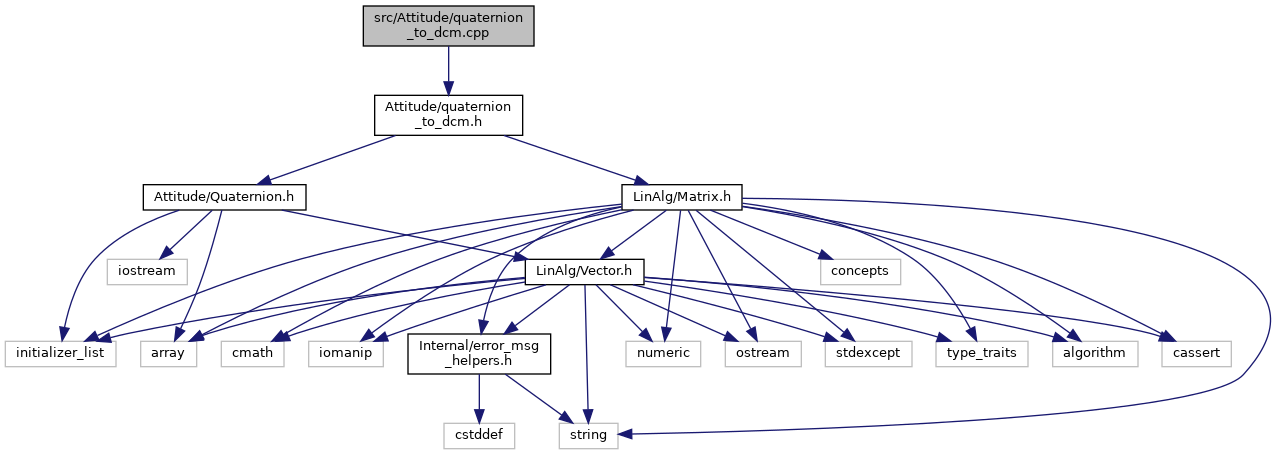 src/Attitude/quaternion
_to_dcm.cpp
Attitude/quaternion
_to_dcm.h
Attitude/Quaternion.h
LinAlg/Matrix.h
iostream
LinAlg/Vector.h
concepts
initializer_list
array
cmath
iomanip
Internal/error_msg
_helpers.h
numeric
ostream
stdexcept
type_traits
algorithm
cassert
cstddef
string